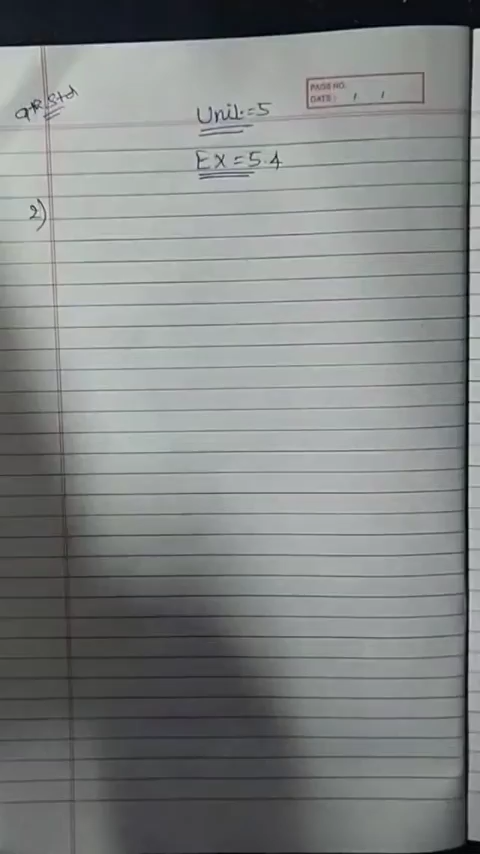 9th Std
PAGE NO.
DATE : / /
Unit = 5
Ex = 5.4
2)